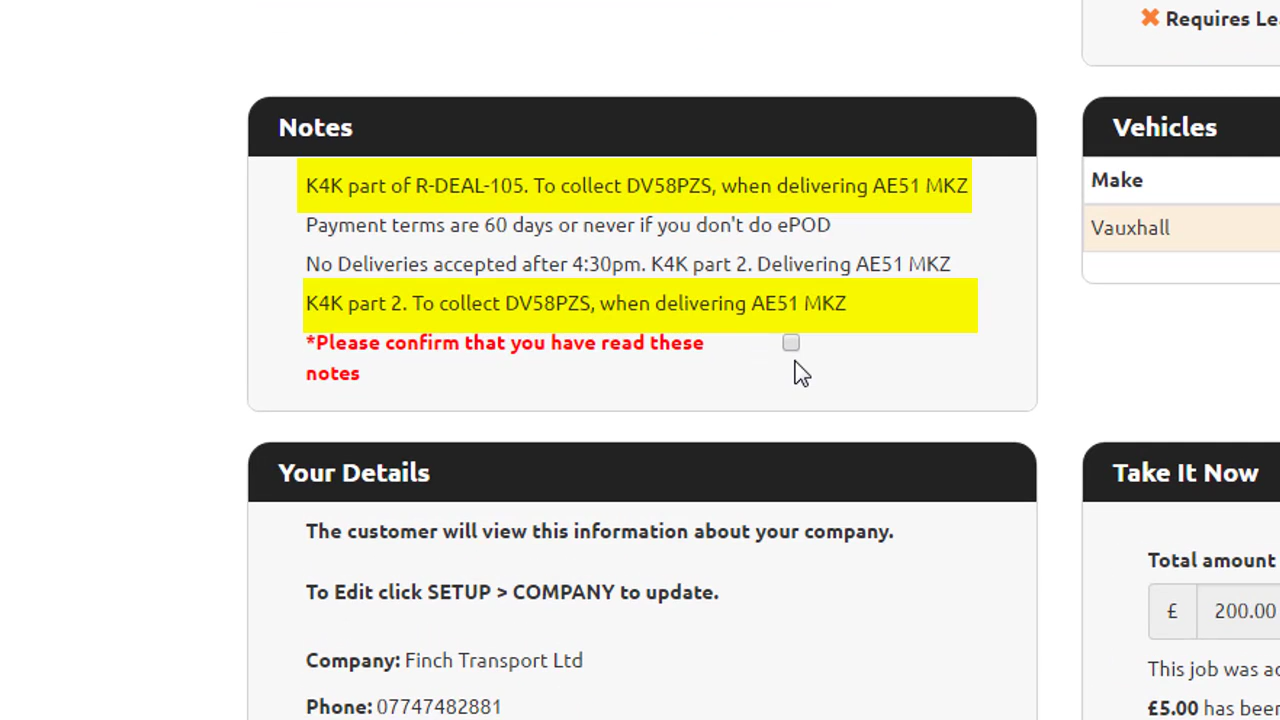 Requires
Notes
Vehicles
K4K part of R-DEAL-105. To collect DV58PZS, when delivering AE51 MKZ
Make
Payment terms are 60 days or never if you don't do ePOD
Vauxhall
No Deliveries accepted after 4:30pm. K4K part 2. Delivering AE51 MKZ
K4K part 2. To collect DV58PZS, when delivering AE51 MKZ
*Please confirm that you have read these
notes
Your Details
Take It Now
The customer will view this information about your company.
Total amount
To Edit click SETUP > COMPANY to update.
£ 200.00
Company: Finch Transport Ltd
This job was
Phone: 07747482881
£5.00 has been